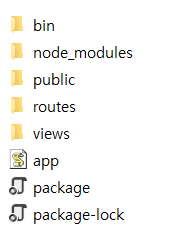 bin
node_modules
public
routes
views
app
package
package-lock